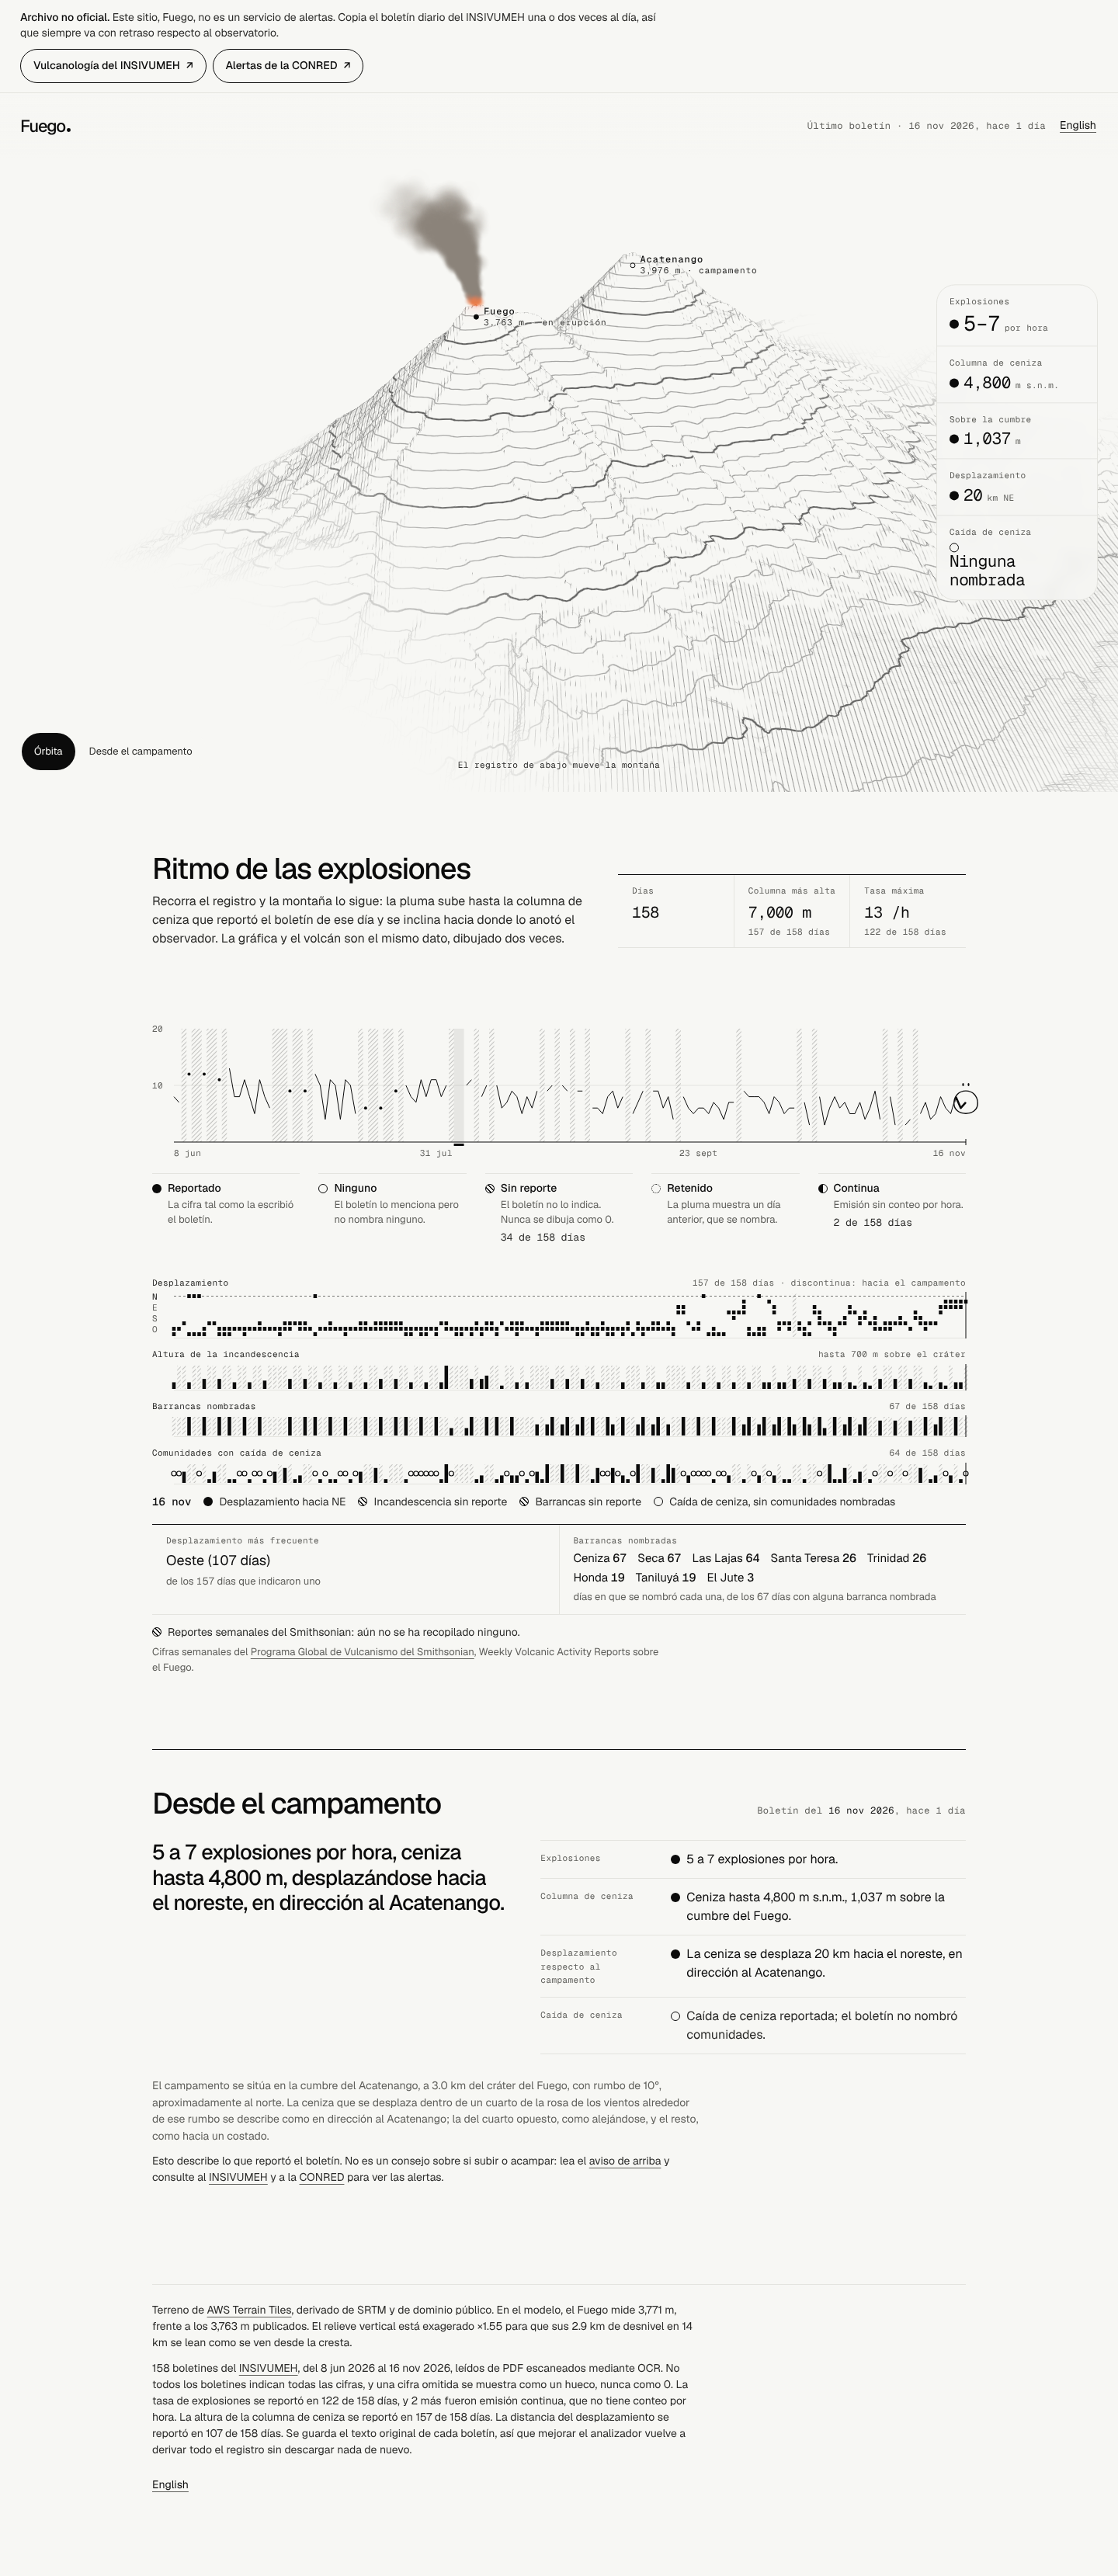 Archivo no oficial. Este sitio, Fuego, no es un servicio de alertas. Copia el boletín diario del INSIVUMEH una o dos veces al día, así
que siempre va con retraso respecto al observatorio.
Vulcanología del INSIVUMEH ↗ Alertas de la CONRED ↗
Fuego.
Último boletín · 16 nov 2026, hace 1 día English
Acatenango
3,976 m · campamento
Fuego
3,763 m · en erupción
Explosiones
5–7 por hora
Columna de ceniza
4,800 m s.n.m.
Sobre la cumbre
1,037 m
Desplazamiento
20 km NE
Caída de ceniza
Ninguna
nombrada
Órbita Desde el campamento
El registro de abajo mueve la montaña
Ritmo de las explosiones
Recorra el registro y la montaña lo sigue: la pluma sube hasta la columna de
ceniza que reportó el boletín de ese día y se inclina hacia donde lo anotó el
observador. La gráfica y el volcán son el mismo dato, dibujado dos veces.
Días
158
Columna más alta
7,000 m
157 de 158 días
Tasa máxima
13 /h
122 de 158 días
20
10
8 jun 31 jul 23 sept 16 nov
Reportado
La cifra tal como la escribió
el boletín.
Ninguno
El boletín lo menciona pero
no nombra ninguno.
Sin reporte
El boletín no lo indica.
Nunca se dibuja como 0.
34 de 158 días
Retenido
La pluma muestra un día
anterior, que se nombra.
Continua
Emisión sin conteo por hora.
2 de 158 días
Desplazamiento 157 de 158 días · discontinua: hacia el campamento
N
E
S
O
Altura de la incandescencia hasta 700 m sobre el cráter
Barrancas nombradas 67 de 158 días
Comunidades con caída de ceniza 64 de 158 días
16 nov Desplazamiento hacia NE Incandescencia sin reporte Barrancas sin reporte Caída de ceniza, sin comunidades nombradas
Desplazamiento más frecuente
Oeste (107 días)
de los 157 días que indicaron uno
Barrancas nombradas
Ceniza 67 Seca 67 Las Lajas 64 Santa Teresa 26 Trinidad 26
Honda 19 Taniluyá 19 El Jute 3
días en que se nombró cada una, de los 67 días con alguna barranca nombrada
Reportes semanales del Smithsonian: aún no se ha recopilado ninguno.
Cifras semanales del Programa Global de Vulcanismo del Smithsonian, Weekly Volcanic Activity Reports sobre
el Fuego.
Desde el campamento
Boletín del 16 nov 2026, hace 1 día
5 a 7 explosiones por hora, ceniza
hasta 4,800 m, desplazándose hacia
el noreste, en dirección al Acatenango.
Explosiones
5 a 7 explosiones por hora.
Columna de ceniza
Ceniza hasta 4,800 m s.n.m., 1,037 m sobre la
cumbre del Fuego.
Desplazamiento
respecto al
campamento
La ceniza se desplaza 20 km hacia el noreste, en
dirección al Acatenango.
Caída de ceniza
Caída de ceniza reportada; el boletín no nombró
comunidades.
El campamento se sitúa en la cumbre del Acatenango, a 3.0 km del cráter del Fuego, con rumbo de 10°,
aproximadamente al norte. La ceniza que se desplaza dentro de un cuarto de la rosa de los vientos alrededor
de ese rumbo se describe como en dirección al Acatenango; la del cuarto opuesto, como alejándose, y el resto,
como hacia un costado.
Esto describe lo que reportó el boletín. No es un consejo sobre si subir o acampar: lea el aviso de arriba y
consulte al INSIVUMEH y a la CONRED para ver las alertas.
Terreno de AWS Terrain Tiles, derivado de SRTM y de dominio público. En el modelo, el Fuego mide 3,771 m,
frente a los 3,763 m publicados. El relieve vertical está exagerado ×1.55 para que sus 2.9 km de desnivel en 14
km se lean como se ven desde la cresta.
158 boletines del INSIVUMEH, del 8 jun 2026 al 16 nov 2026, leídos de PDF escaneados mediante OCR. No
todos los boletines indican todas las cifras, y una cifra omitida se muestra como un hueco, nunca como 0. La
tasa de explosiones se reportó en 122 de 158 días, y 2 más fueron emisión continua, que no tiene conteo por
hora. La altura de la columna de ceniza se reportó en 157 de 158 días. La distancia del desplazamiento se
reportó en 107 de 158 días. Se guarda el texto original de cada boletín, así que mejorar el analizador vuelve a
derivar todo el registro sin descargar nada de nuevo.
English